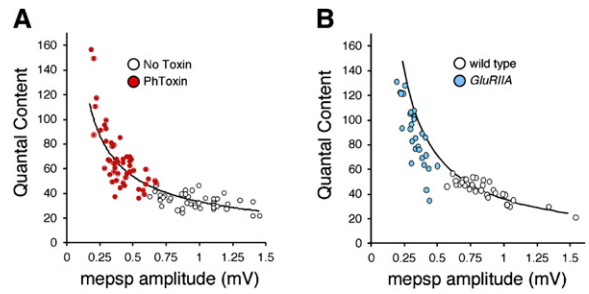 A
Quantal Content
160
140
120
100
80
60
40
20
0
No Toxin
PhToxin
0 0.25 0.5 0.75 1 1.25 1.5
mepsp amplitude (mV)
B
Quantal Content
160
140
120
100
80
60
40
20
0
wild type
GluRIIA
0 0.25 0.5 0.75 1 1.25 1.5
mepsp amplitude (mV)